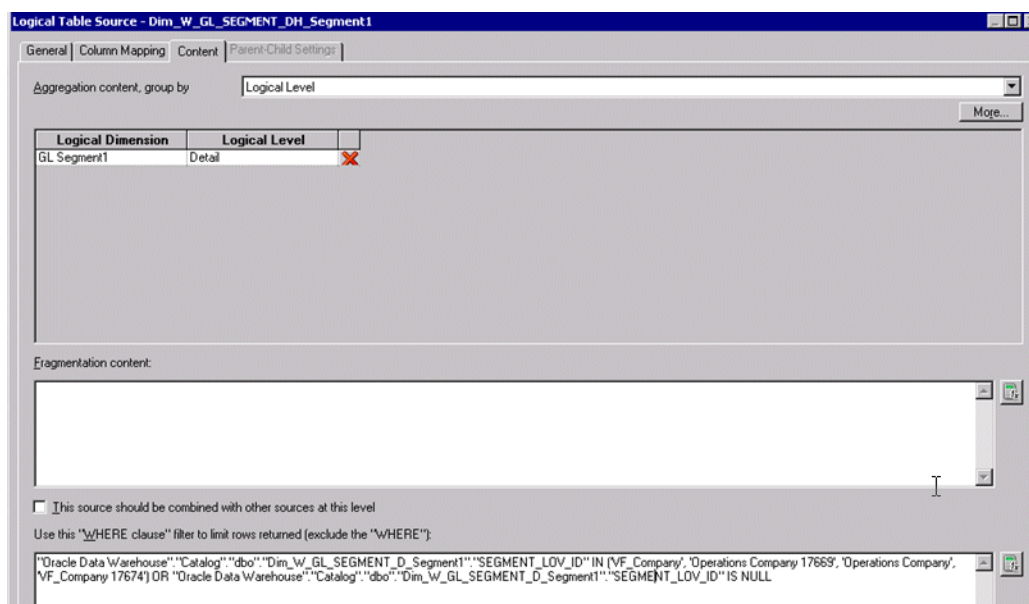 Logical Table Source - Dim_W_GL_SEGMENT_DH_Segment1
General Column Mapping Content Parent-Child Settings
Aggregation content, group by Logical Level
More...
Logical Dimension Logical Level
GL Segment1 Detail
Fragmentation content:
This source should be combined with other sources at this level
Use this "WHERE clause" filter to limit rows returned (exclude the "WHERE"):
"Oracle Data Warehouse"."Catalog"."dbo"."Dim_W_GL_SEGMENT_D_Segment1"."SEGMENT_LOV_ID" IN ('VF_Company', 'Operations Company 17669', 'Operations Company',
'VF_Company 17674') OR "Oracle Data Warehouse"."Catalog"."dbo"."Dim_W_GL_SEGMENT_D_Segment1"."SEGMENT_LOV_ID" IS NULL